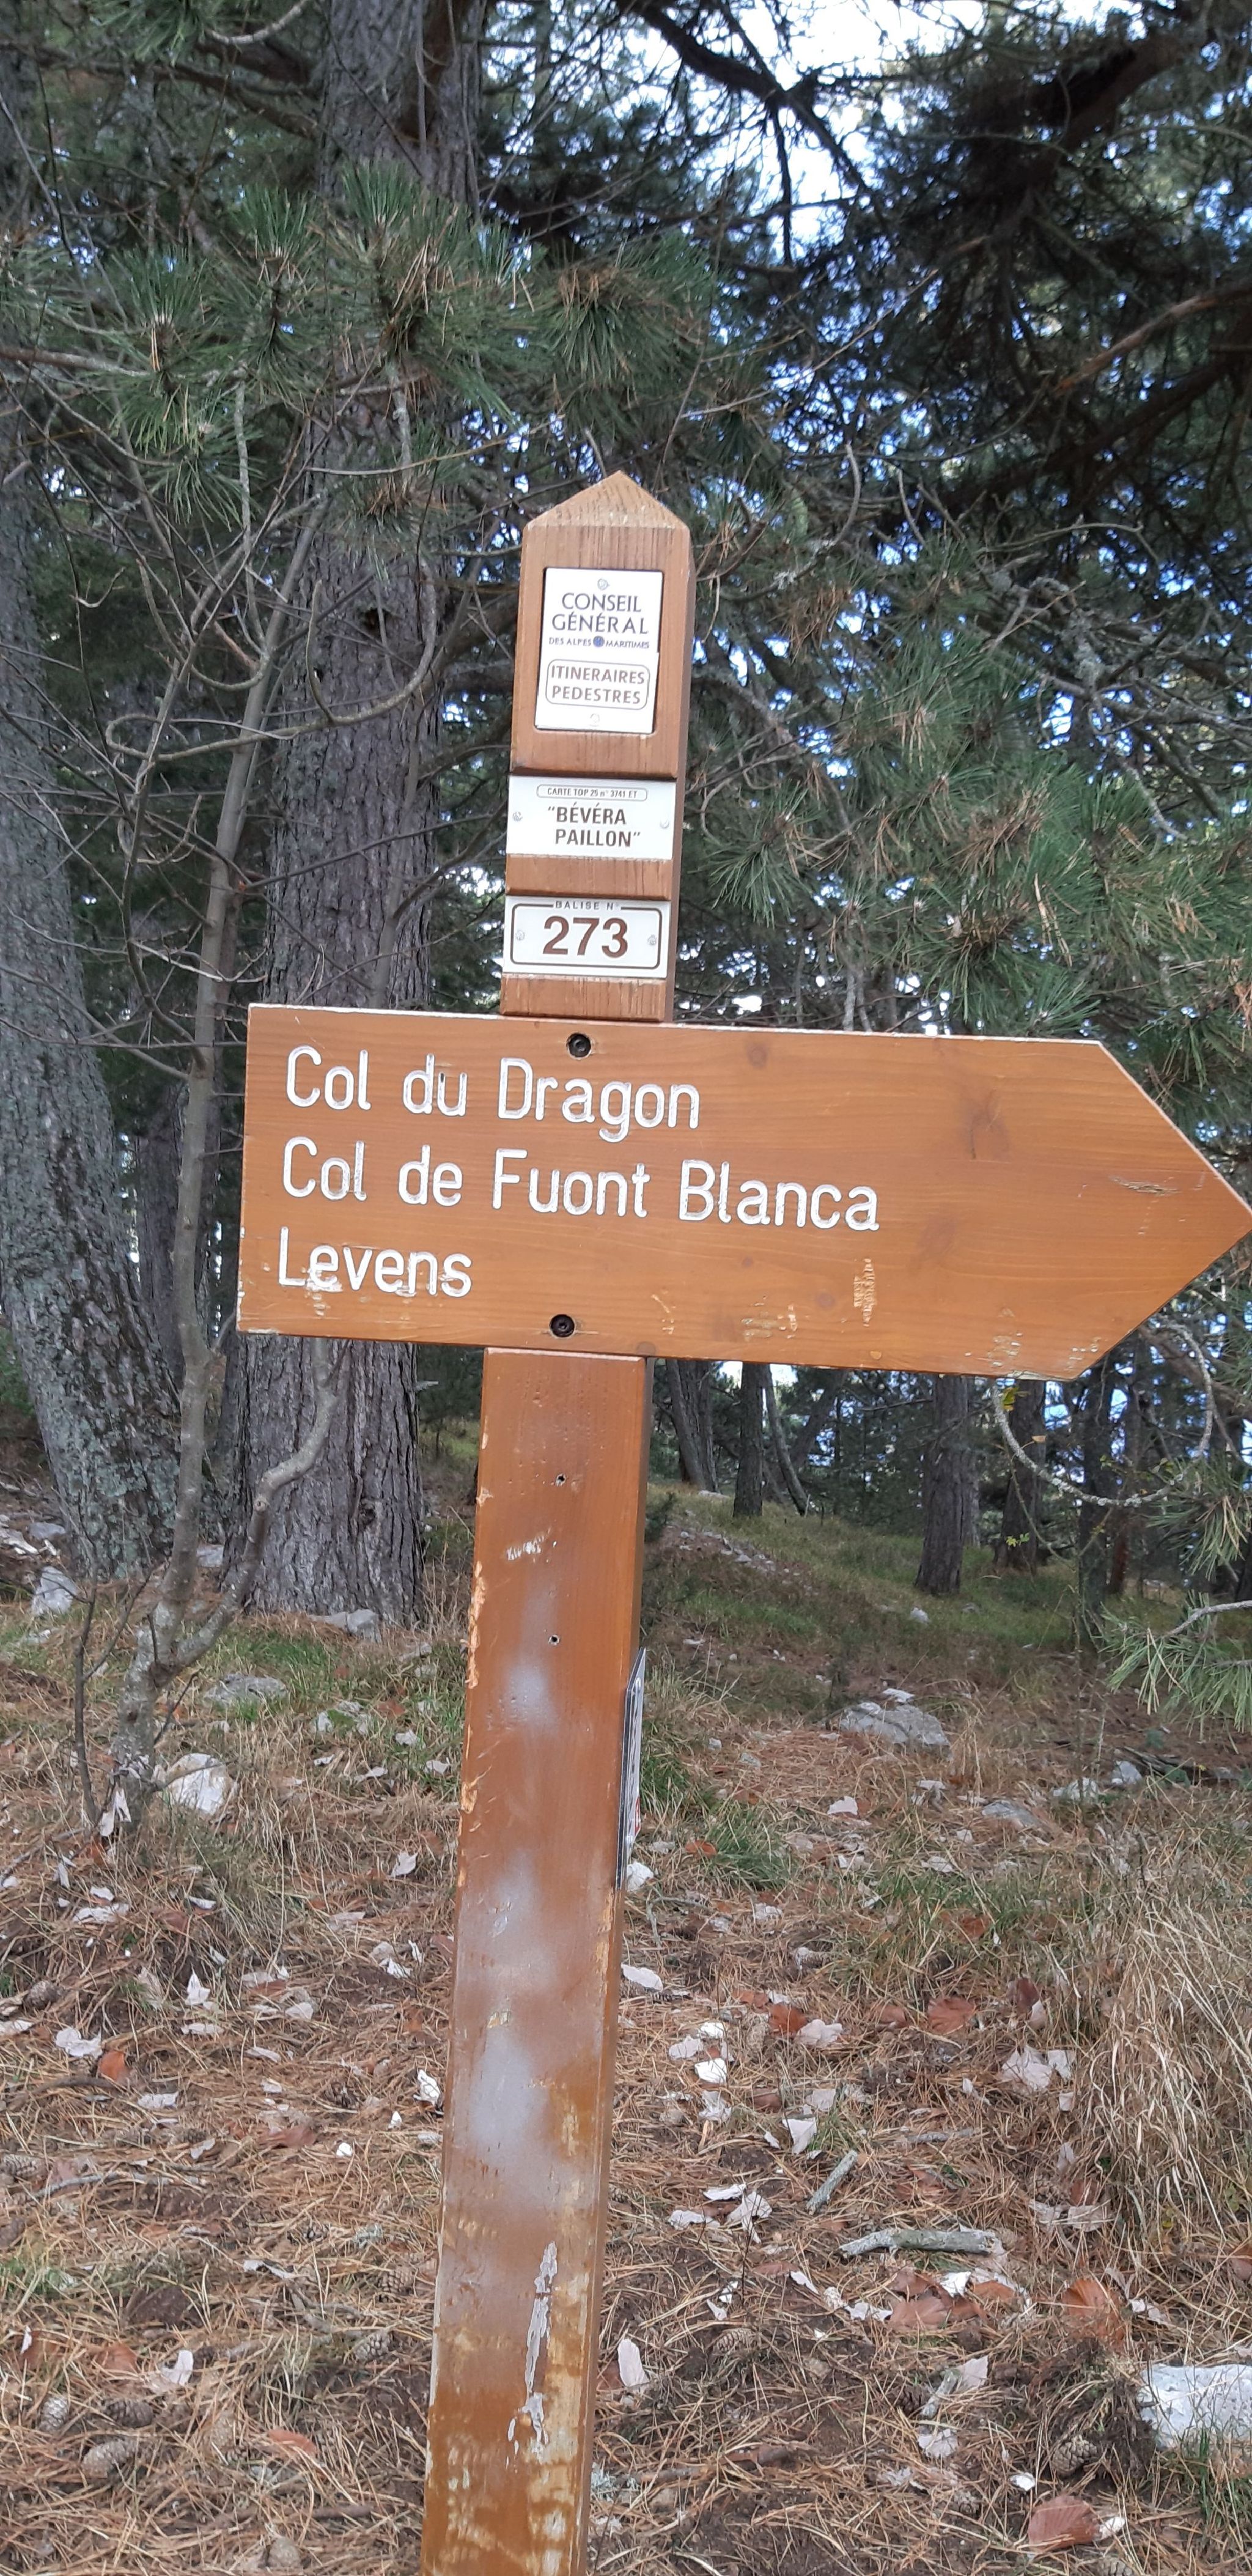 CONSEIL
GÉNÉRAL
DES ALPES MARITIMES
ITINERAIRES
PEDESTRES
CARTE TOP 25 n° 3741 ET
"BÉVÉRA
PAILLON"
BALISE N°
273
Col du Dragon
Col de Fuont Blanca
Levens